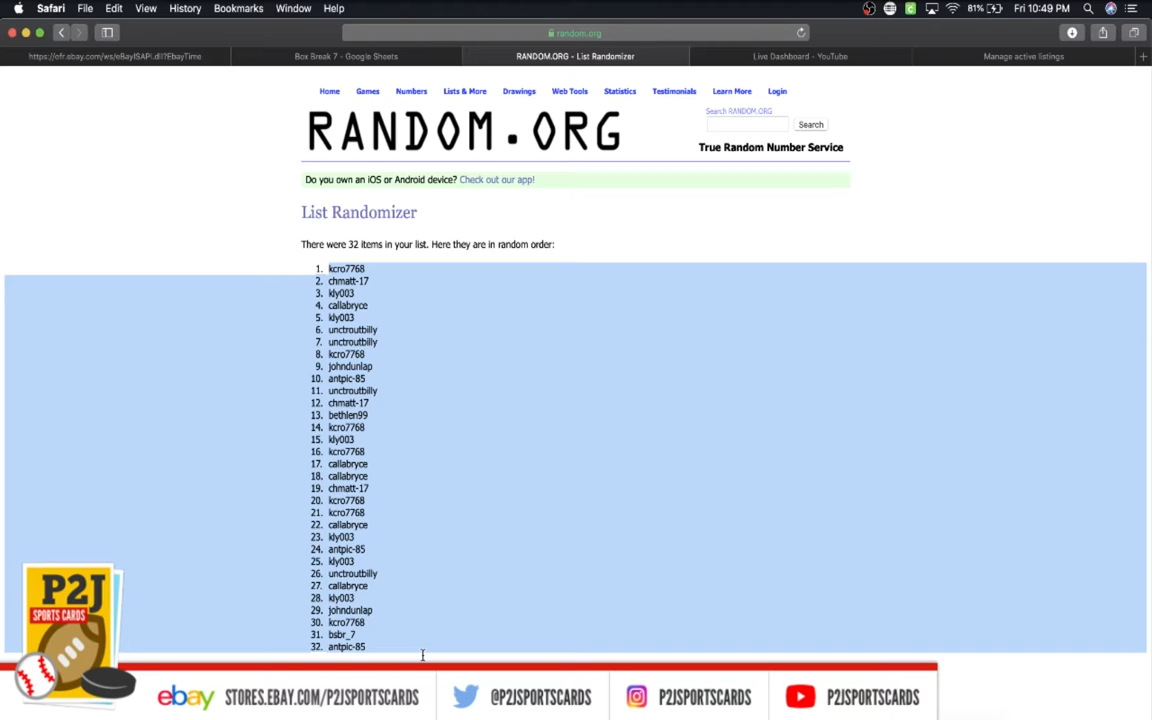 Safari File Edit View History Bookmarks Window Help 81% Fri 10:49 PM
random.org
https://ofr.ebay.com/ws/eBayISAPI.dll?EbayTime Box Break 7 - Google Sheets RANDOM.ORG - List Randomizer Live Dashboard - YouTube Manage active listings
Home Games Numbers Lists & More Drawings Web Tools Statistics Testimonials Learn More Login
Search RANDOM.ORG
RANDOM.ORG
Search
True Random Number Service
Do you own an iOS or Android device? Check out our app!
List Randomizer
There were 32 items in your list. Here they are in random order:
1. kcro7768
2. chmatt-17
3. kly003
4. callabryce
5. kly003
6. unctroutbilly
7. unctroutbilly
8. kcro7768
9. johndunlap
10. antpic-85
11. unctroutbilly
12. chmatt-17
13. bethlen99
14. kcro7768
15. kly003
16. kcro7768
17. callabryce
18. callabryce
19. chmatt-17
20. kcro7768
21. kcro7768
22. callabryce
23. kly003
24. antpic-85
25. kly003
26. unctroutbilly
27. callabryce
28. kly003
29. johndunlap
30. kcro7768
31. bsbr_7
32. antpic-85
P2J
SPORTS CARDS
ebay STORES.EBAY.COM/P2JSPORTSCARDS @P2JSPORTSCARDS P2JSPORTSCARDS P2JSPORTSCARDS